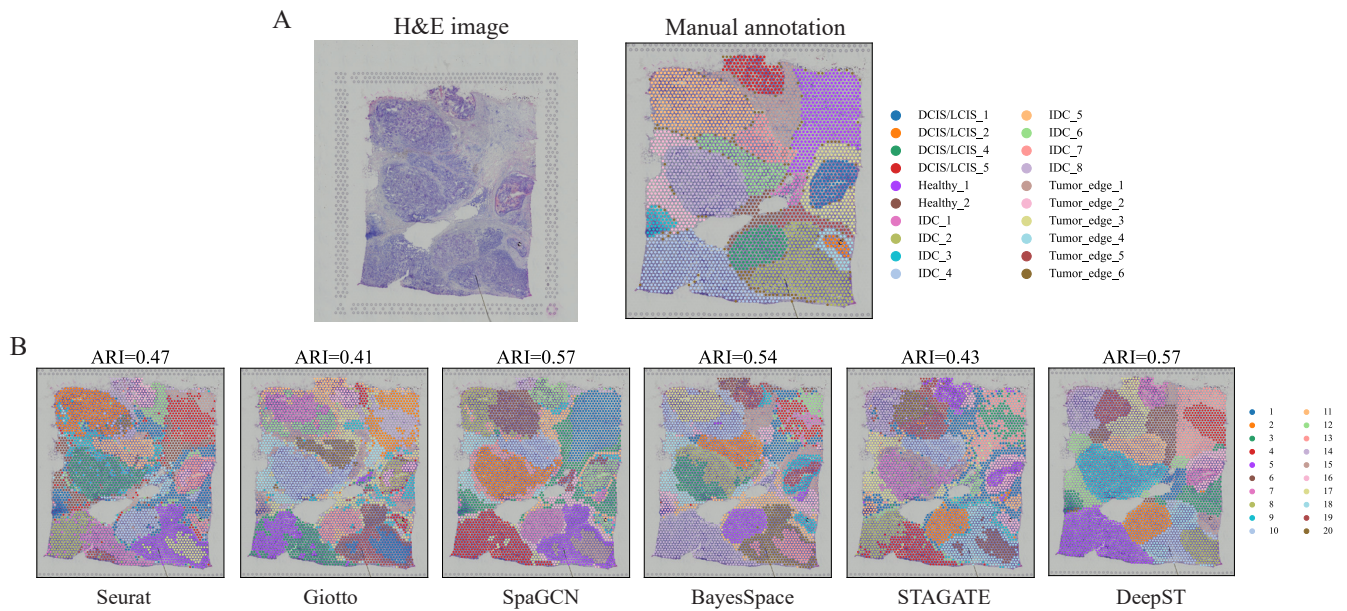 A
H&E image
Manual annotation
DCIS/LCIS_1
DCIS/LCIS_2
DCIS/LCIS_4
DCIS/LCIS_5
Healthy_1
Healthy_2
IDC_1
IDC_2
IDC_3
IDC_4
IDC_5
IDC_6
IDC_7
IDC_8
Tumor_edge_1
Tumor_edge_2
Tumor_edge_3
Tumor_edge_4
Tumor_edge_5
Tumor_edge_6
B
ARI=0.47
ARI=0.41
ARI=0.57
ARI=0.54
ARI=0.43
ARI=0.57
1
2
3
4
5
6
7
8
9
10
11
12
13
14
15
16
17
18
19
20
Seurat
Giotto
SpaGCN
BayesSpace
STAGATE
DeepST